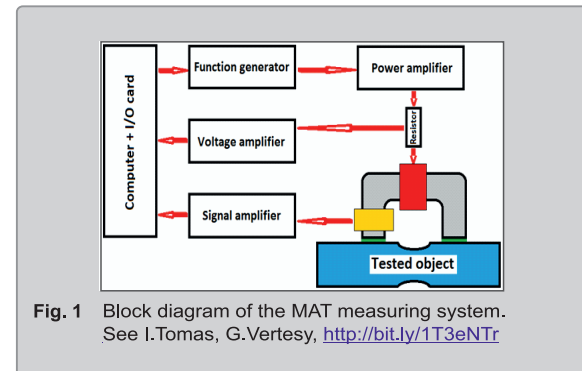 Function generator
Power amplifier
Computer + I/O card
Resistor
Voltage amplifier
Signal amplifier
Tested object
Fig. 1 Block diagram of the MAT measuring system.
See I.Tomas, G.Vertesy, http://bit.ly/1T3eNTr